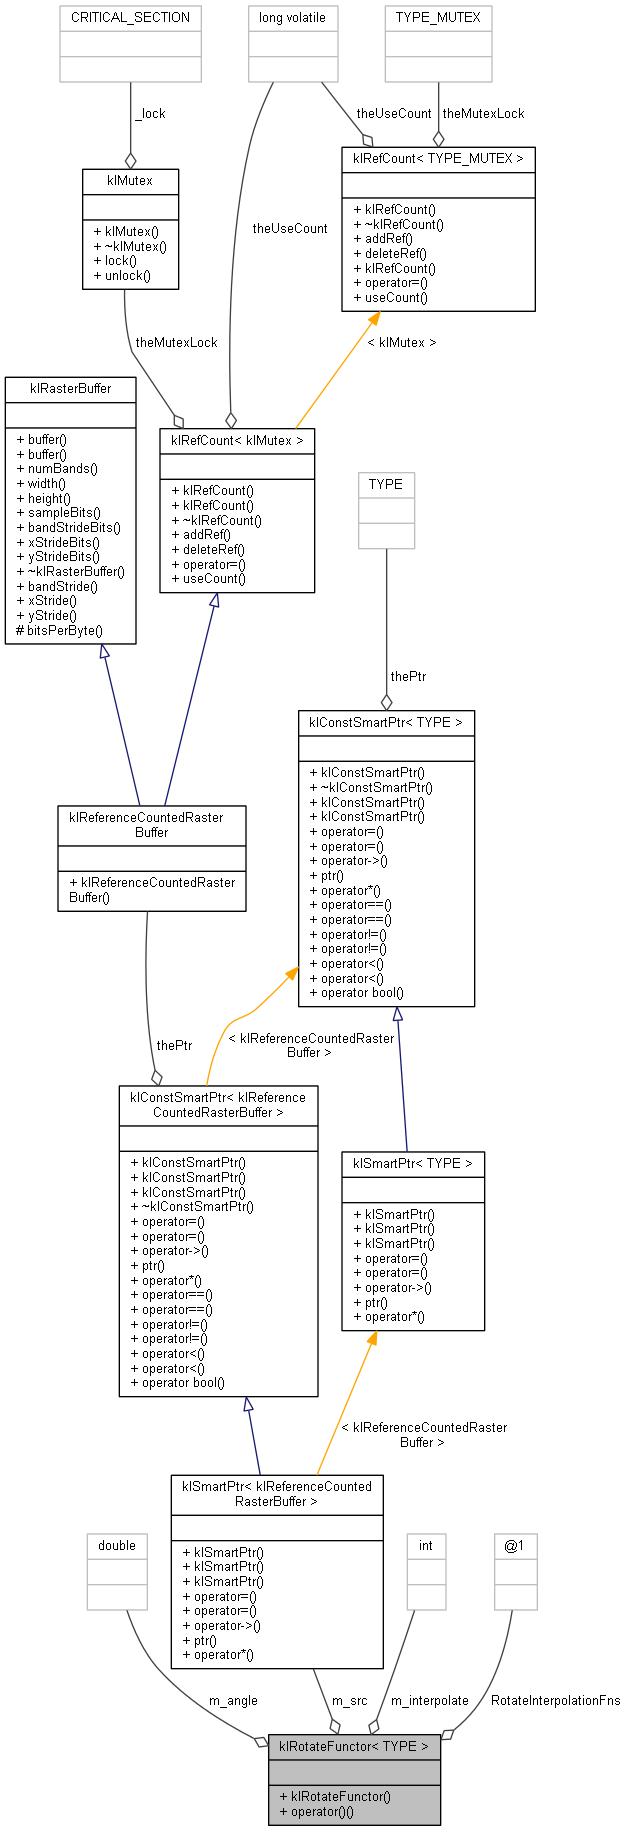 CRITICAL_SECTION
long volatile
TYPE_MUTEX
_lock
theUseCount
theMutexLock
klMutex
+ klMutex()
+ ~klMutex()
+ lock()
+ unlock()
klRefCount< TYPE_MUTEX >
+ klRefCount()
+ ~klRefCount()
+ addRef()
+ deleteRef()
+ klRefCount()
+ operator=()
+ useCount()
theUseCount
theMutexLock
< klMutex >
klRasterBuffer
+ buffer()
+ buffer()
+ numBands()
+ width()
+ height()
+ sampleBits()
+ bandStrideBits()
+ xStrideBits()
+ yStrideBits()
+ ~klRasterBuffer()
+ bandStride()
+ xStride()
+ yStride()
# bitsPerByte()
klRefCount< klMutex >
+ klRefCount()
+ klRefCount()
+ ~klRefCount()
+ addRef()
+ deleteRef()
+ operator=()
+ useCount()
TYPE
thePtr
klConstSmartPtr< TYPE >
+ klConstSmartPtr()
+ ~klConstSmartPtr()
+ klConstSmartPtr()
+ klConstSmartPtr()
+ operator=()
+ operator=()
+ operator->()
+ ptr()
+ operator*()
+ operator==()
+ operator==()
+ operator!=()
+ operator!=()
+ operator<()
+ operator<()
+ operator bool()
klReferenceCountedRaster
Buffer
+ klReferenceCountedRaster
Buffer()
thePtr
< klReferenceCountedRaster
Buffer >
klConstSmartPtr< klReference
CountedRasterBuffer >
+ klConstSmartPtr()
+ klConstSmartPtr()
+ klConstSmartPtr()
+ ~klConstSmartPtr()
+ operator=()
+ operator=()
+ operator->()
+ ptr()
+ operator*()
+ operator==()
+ operator==()
+ operator!=()
+ operator!=()
+ operator<()
+ operator<()
+ operator bool()
klSmartPtr< TYPE >
+ klSmartPtr()
+ klSmartPtr()
+ klSmartPtr()
+ operator=()
+ operator=()
+ operator->()
+ ptr()
+ operator*()
< klReferenceCountedRaster
Buffer >
klSmartPtr< klReferenceCounted
RasterBuffer >
+ klSmartPtr()
+ klSmartPtr()
+ klSmartPtr()
+ operator=()
+ operator=()
+ operator->()
+ ptr()
+ operator*()
double
int
@1
m_angle
m_src
m_interpolate
RotateInterpolationFns
klRotateFunctor< TYPE >
+ klRotateFunctor()
+ operator()()